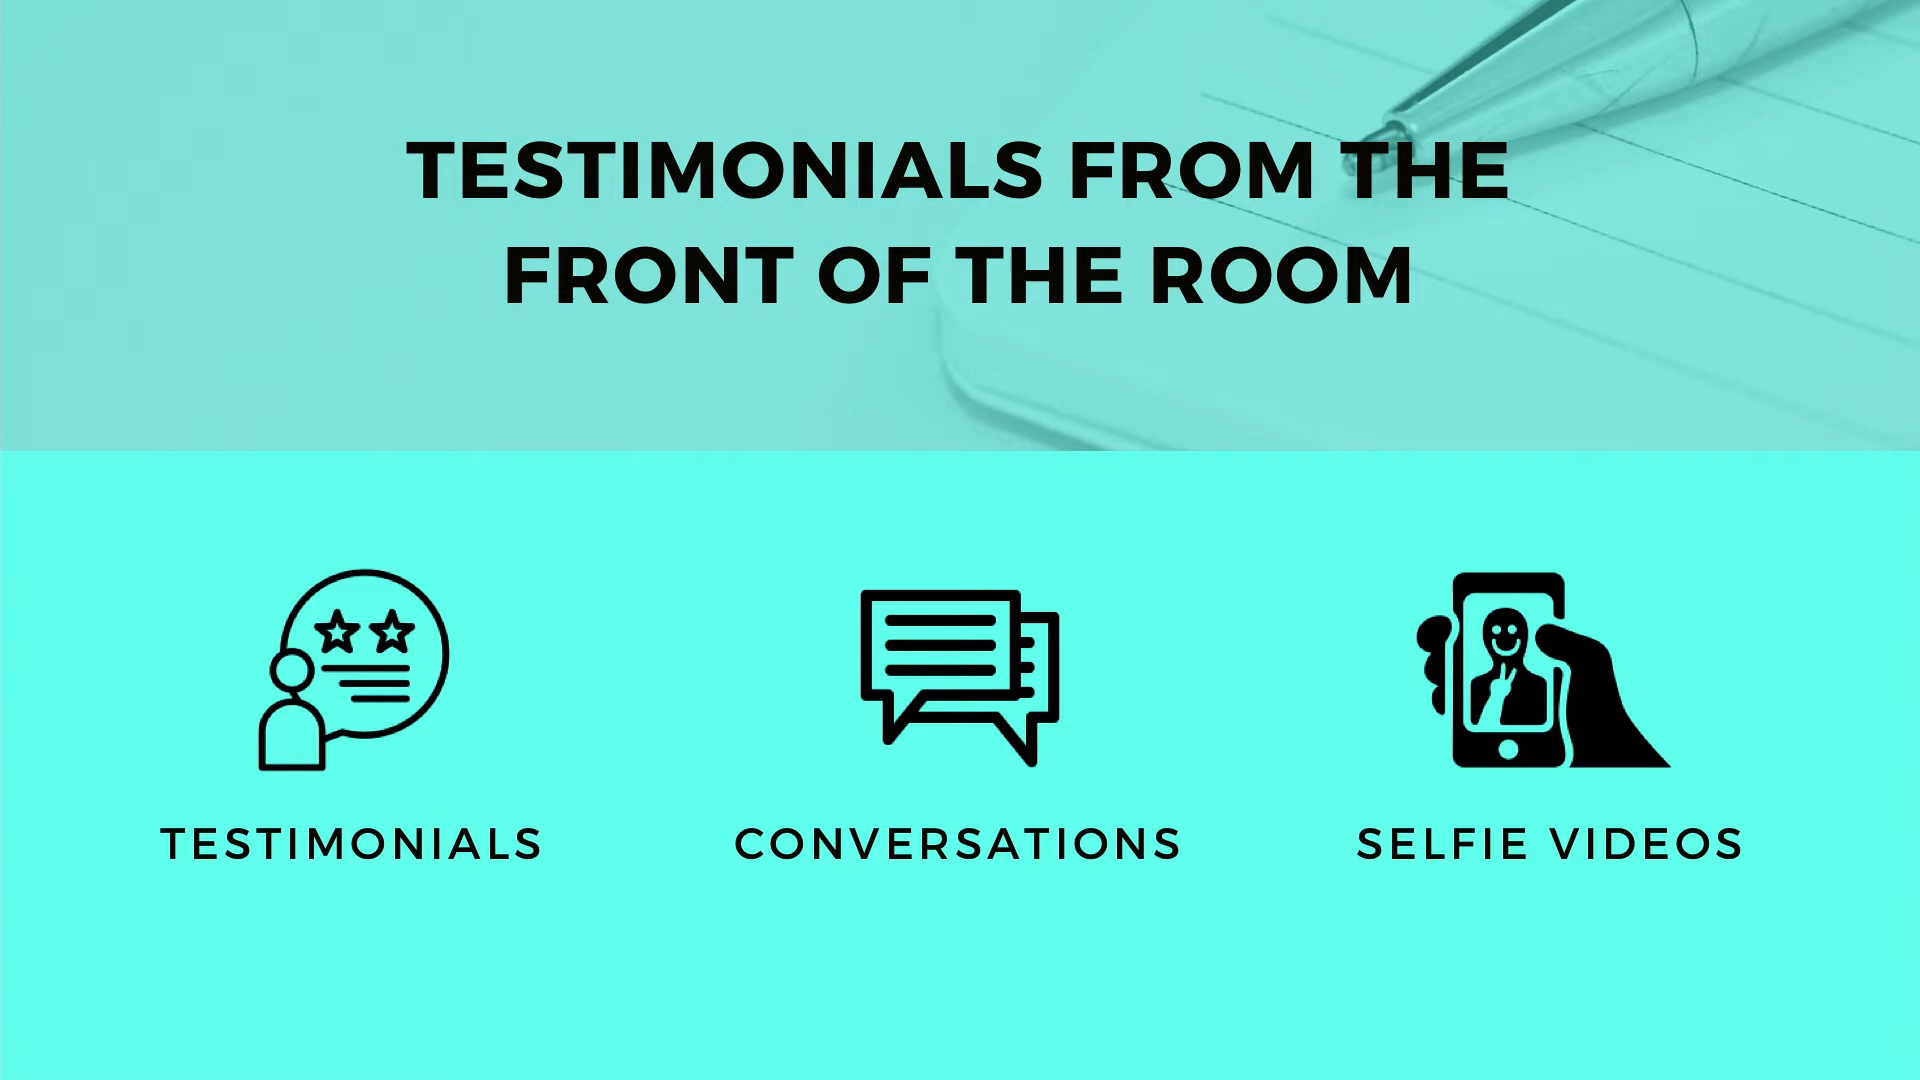 TESTIMONIALS FROM THE
FRONT OF THE ROOM
TESTIMONIALS
CONVERSATIONS
SELFIE VIDEOS